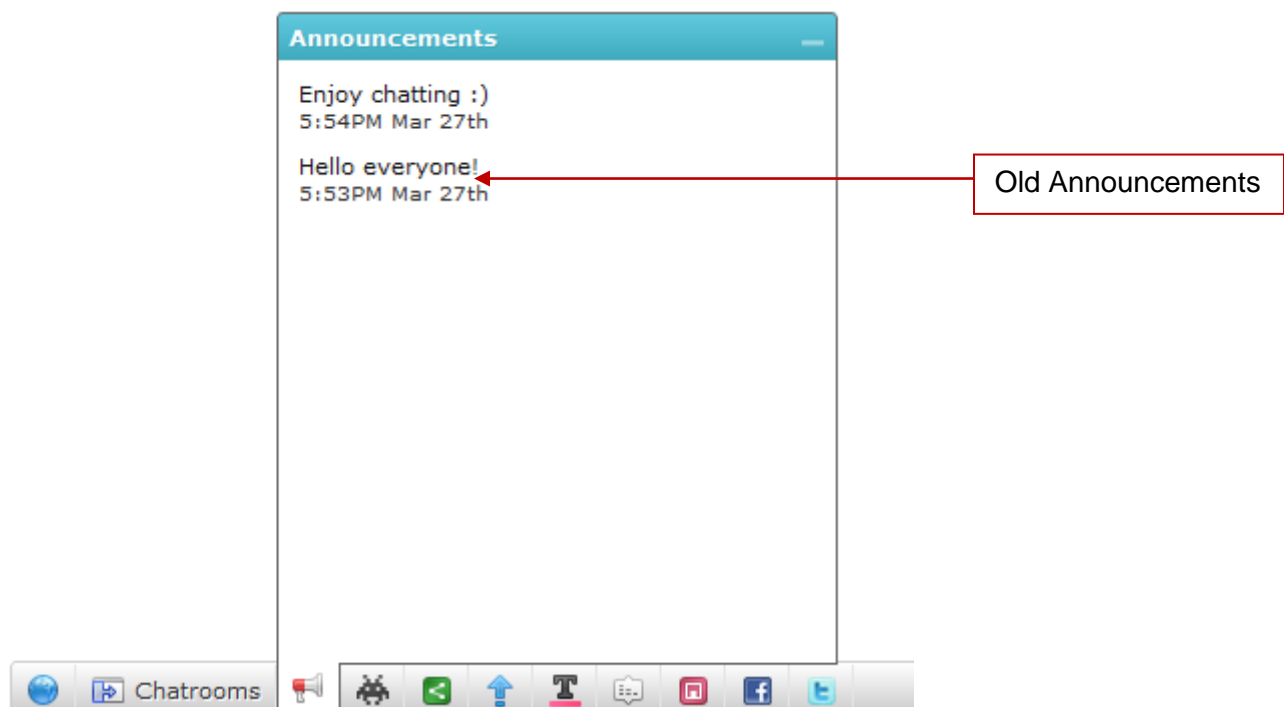 Announcements
Enjoy chatting :)
5:54PM Mar 27th
Hello everyone!
5:53PM Mar 27th
Old Announcements
Chatrooms